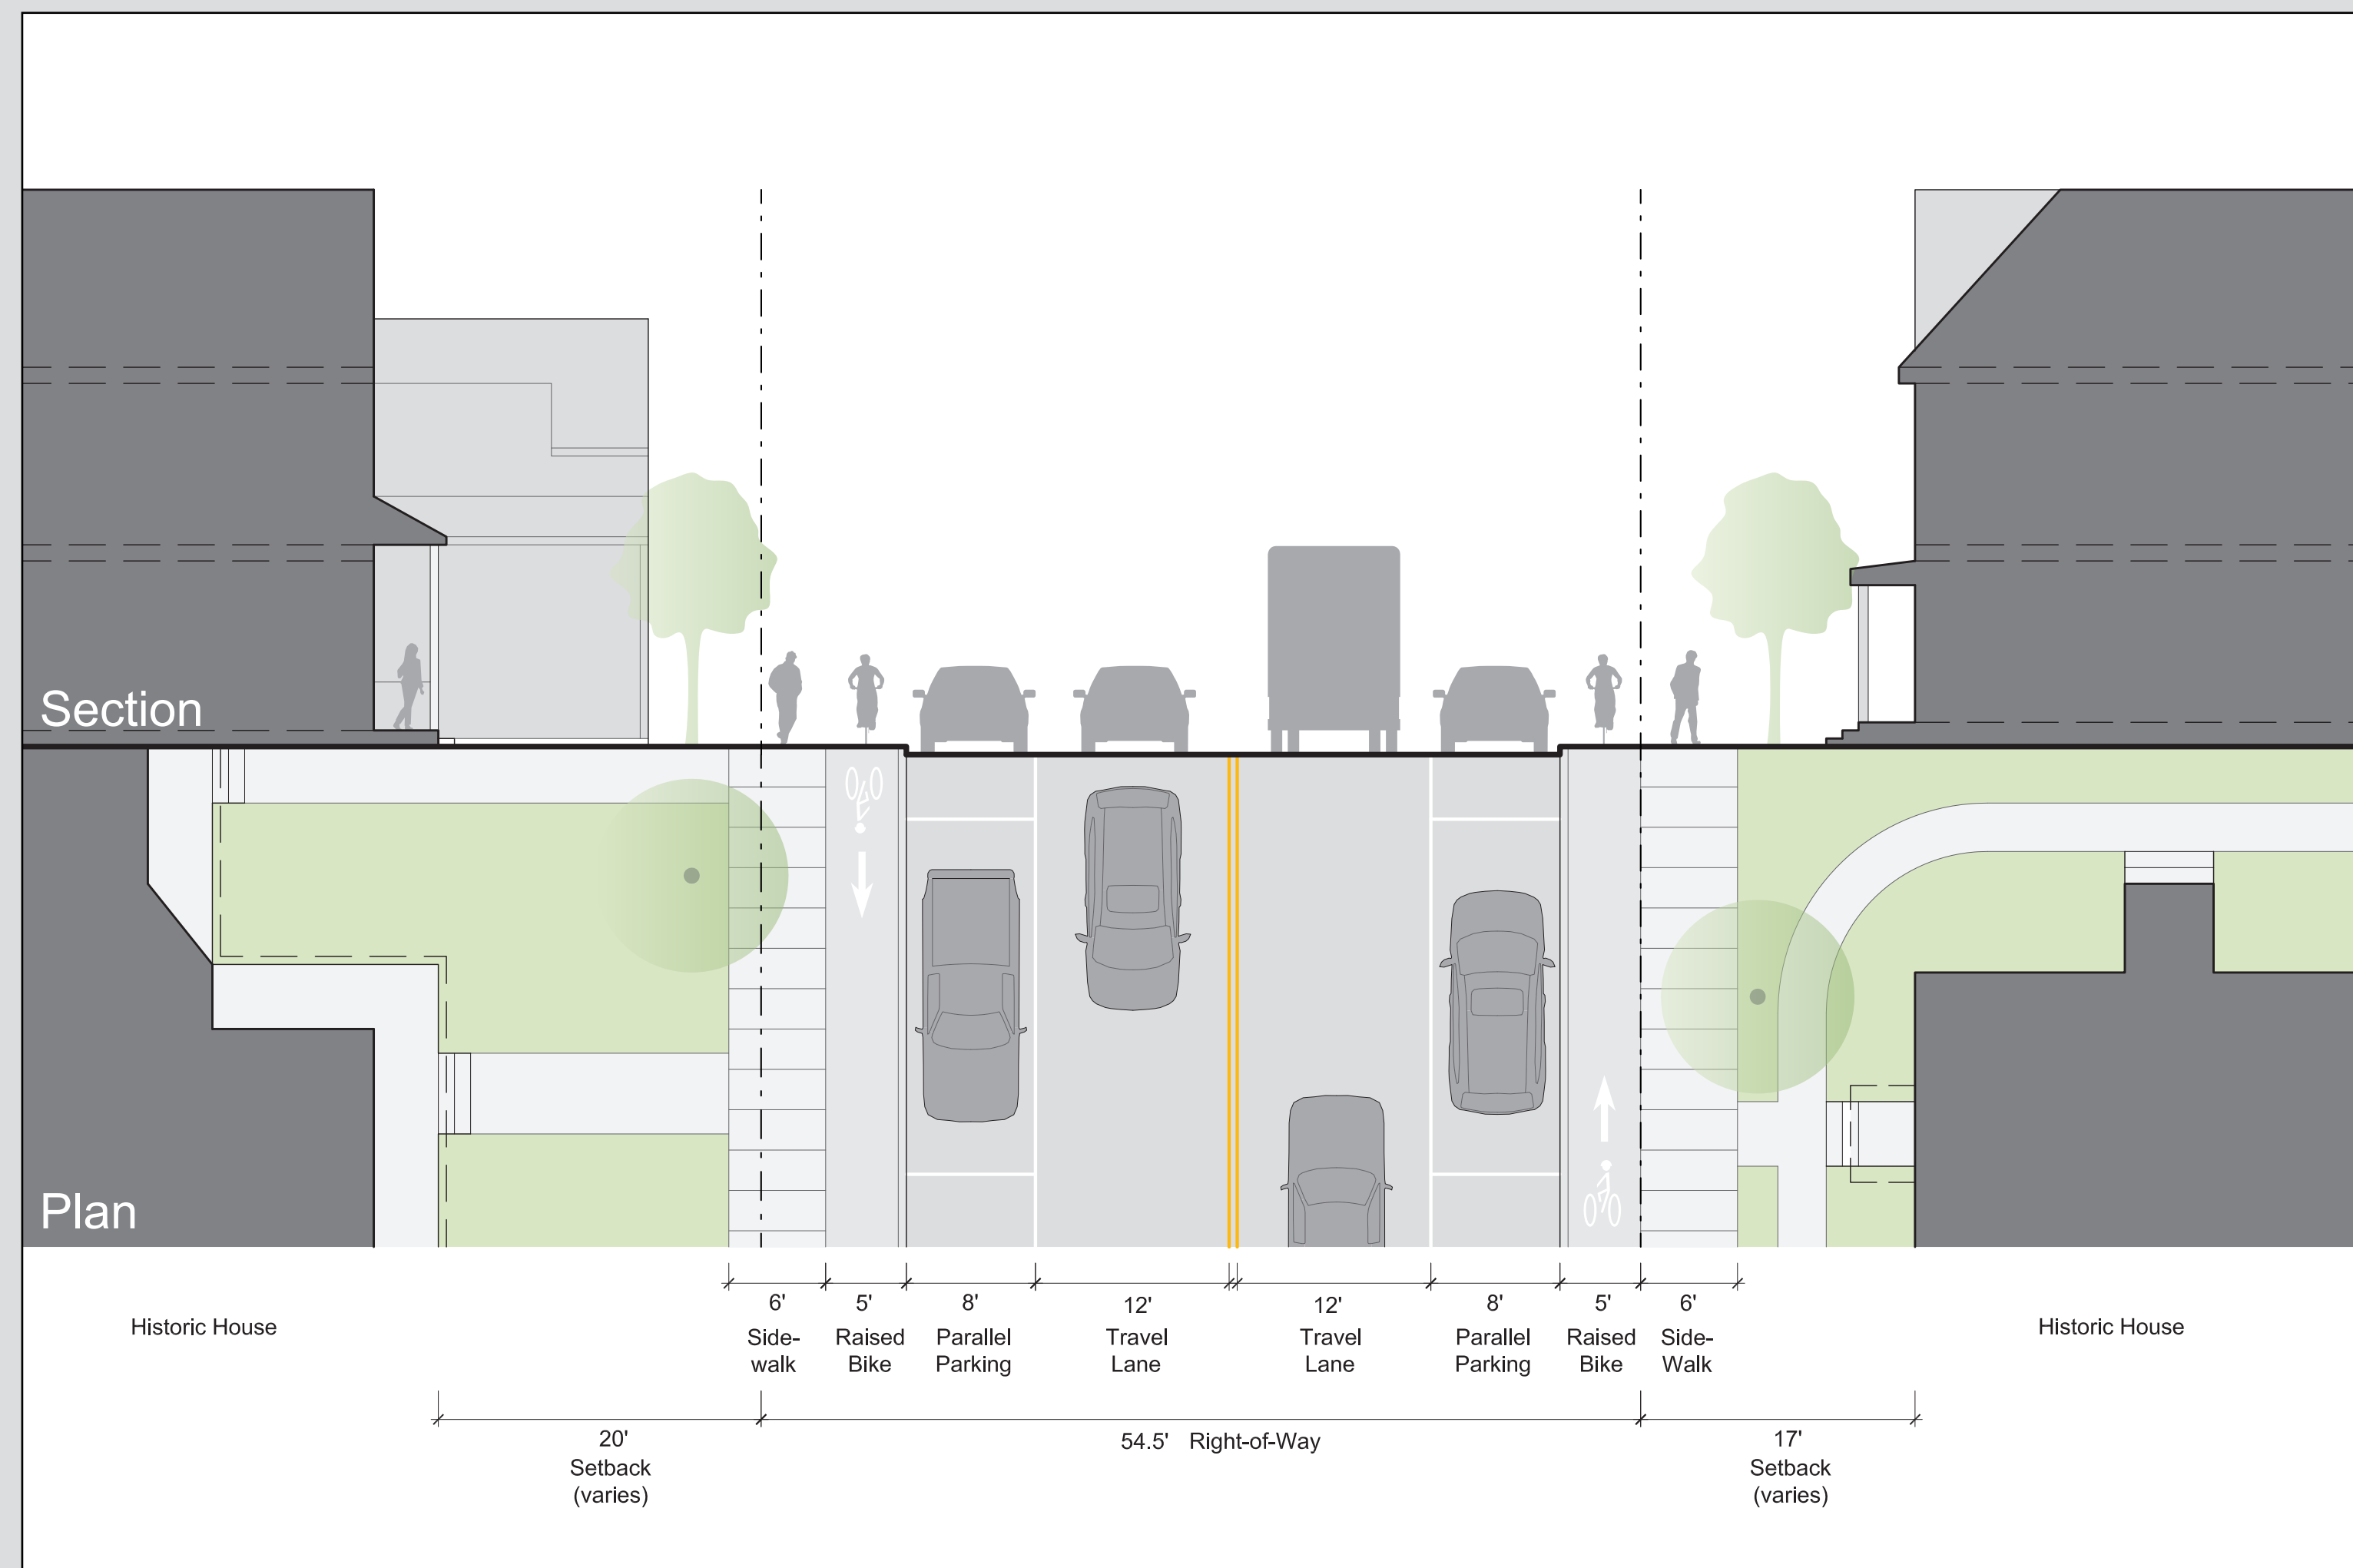 Section
Plan
6'
5'
8'
12'
12'
8'
5'
6'
Historic House
Side-
walk
Raised
Bike
Parallel
Parking
Travel
Lane
Travel
Lane
Parallel
Parking
Raised
Bike
Side-
Walk
Historic House
20'
Setback
(varies)
54.5' Right-of-Way
17'
Setback
(varies)